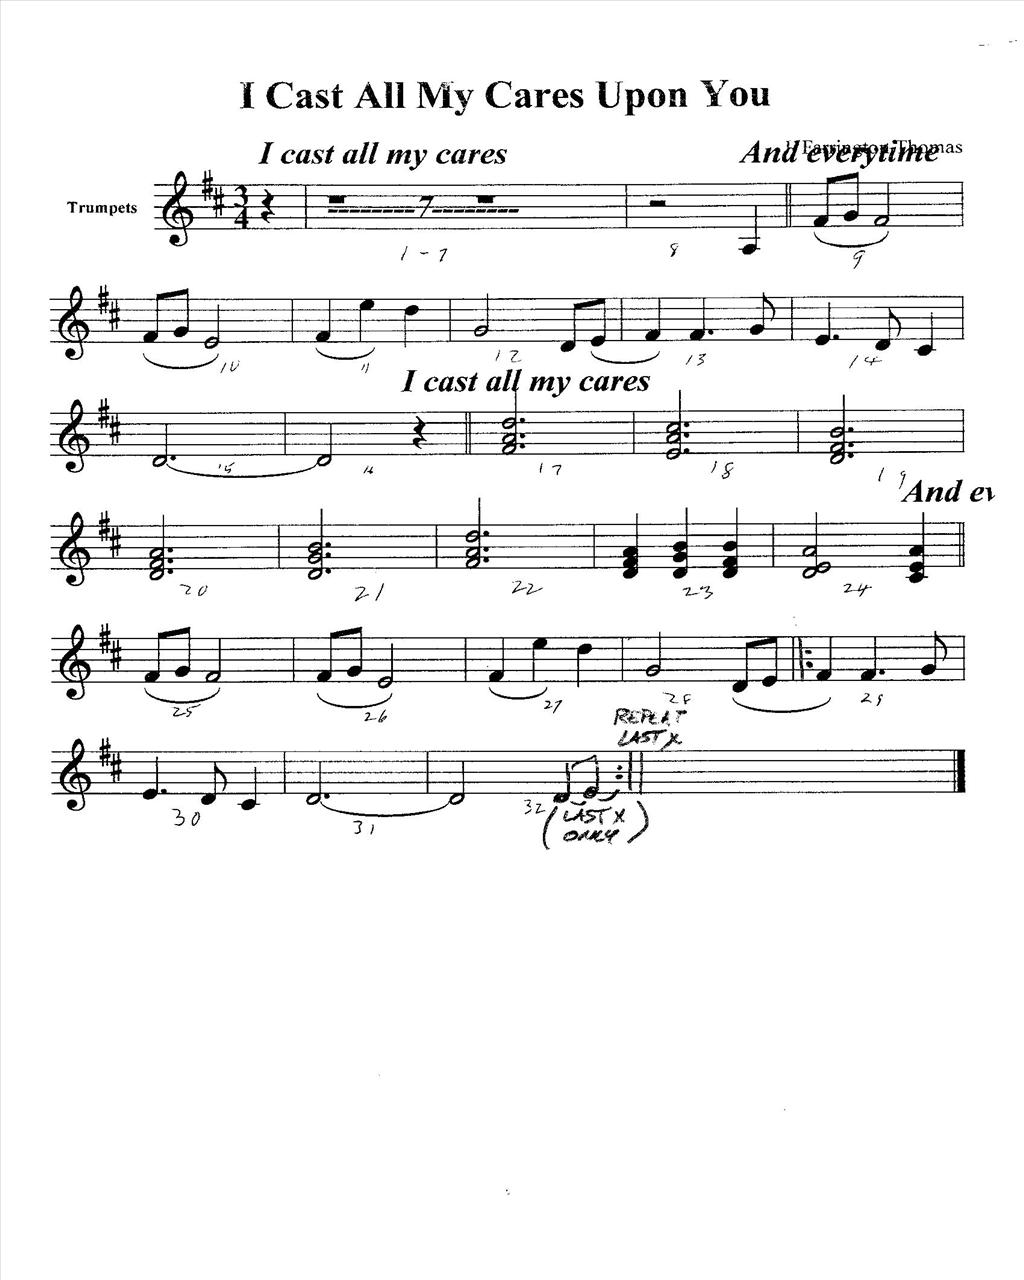 I Cast All My Cares Upon You
I cast all my cares
And everytime
Farrington Thomas
Trumpets
3
4
7
1 - 7
8
9
10
11
12
13
14
I cast all my cares
15
16
17
18
19
And ev
20
21
22
23
24
25
26
27
28
29
REPEAT
LAST X
30
31
32
(LAST X
ONLY)